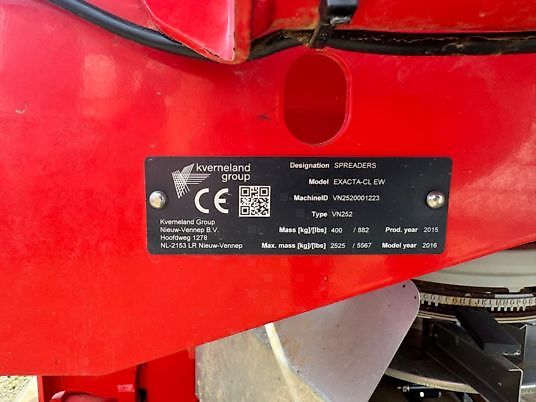 kverneland
group
CE
Kverneland Group
Nieuw-Vennep B.V.
Hoofdweg 1278
NL-2153 LR Nieuw-Vennep
Designation SPREADERS
Model EXACTA-CL EW
MachineID VN2520001223
Type VN252
Mass [kg]/[lbs] 400 / 882 Prod. year 2015
Max. mass [kg]/[lbs] 2525 / 5567 Model year 2016